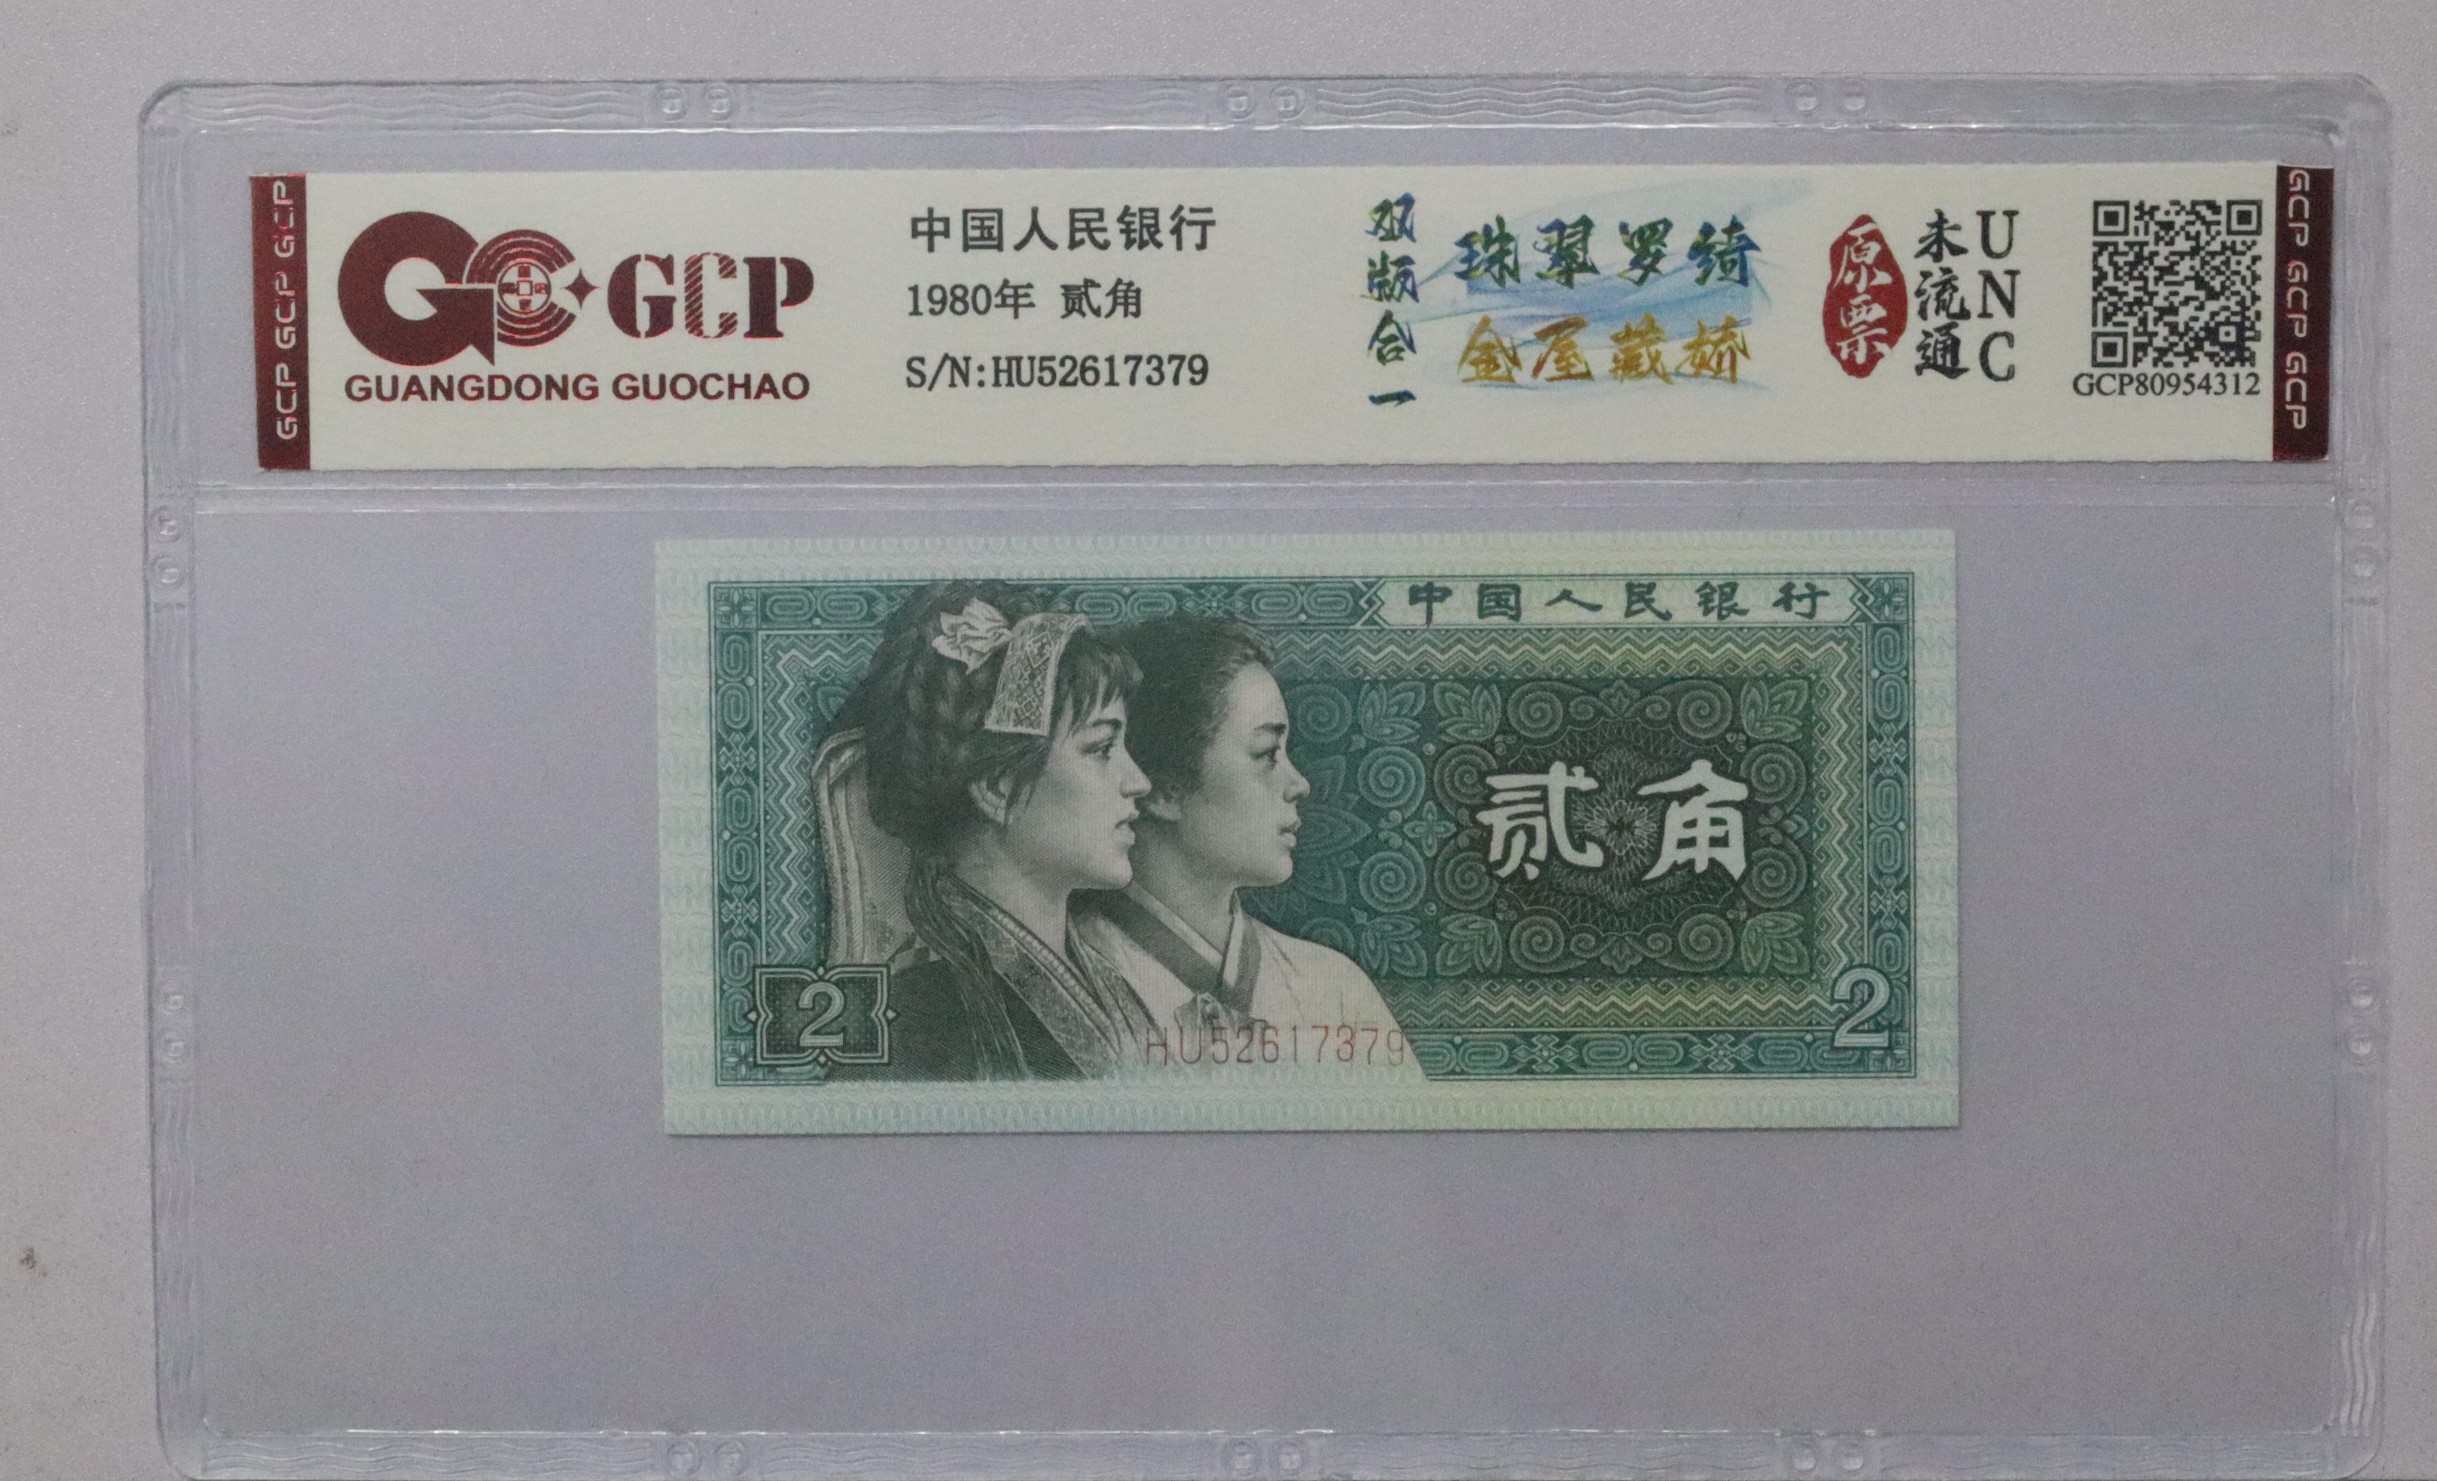 GCP GCP GCP
GCP
GUANGDONG GUOCHAO
中国人民银行
1980年 贰角
S/N:HU52617379
双版合一
珠翠罗绮
金屋藏娇
原票
未流通
UNC
GCP80954312
GCP GCP GCP
中国人民银行
贰角
2
2
HU52617379